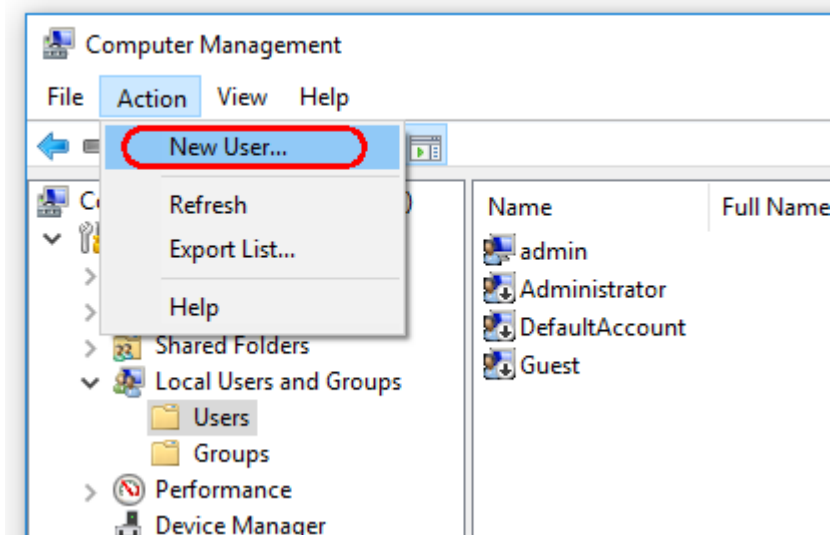 Computer Management
File Action View Help
New User...
Refresh
Export List...
Help
Shared Folders
Local Users and Groups
Users
Groups
Performance
Device Manager
Name Full Name
admin
Administrator
DefaultAccount
Guest